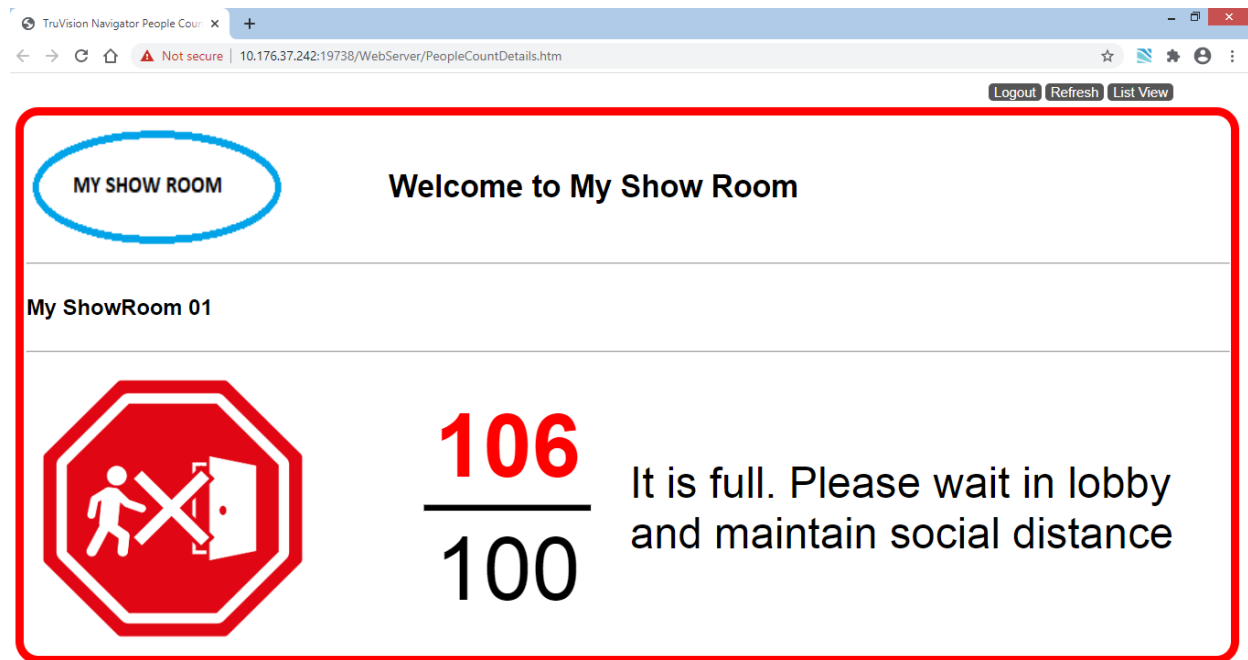 TruVision Navigator People Cour
Not secure | 10.176.37.242:19738/WebServer/PeopleCountDetails.htm
Logout Refresh List View
MY SHOW ROOM
Welcome to My Show Room
My ShowRoom 01
106
100
It is full. Please wait in lobby
and maintain social distance